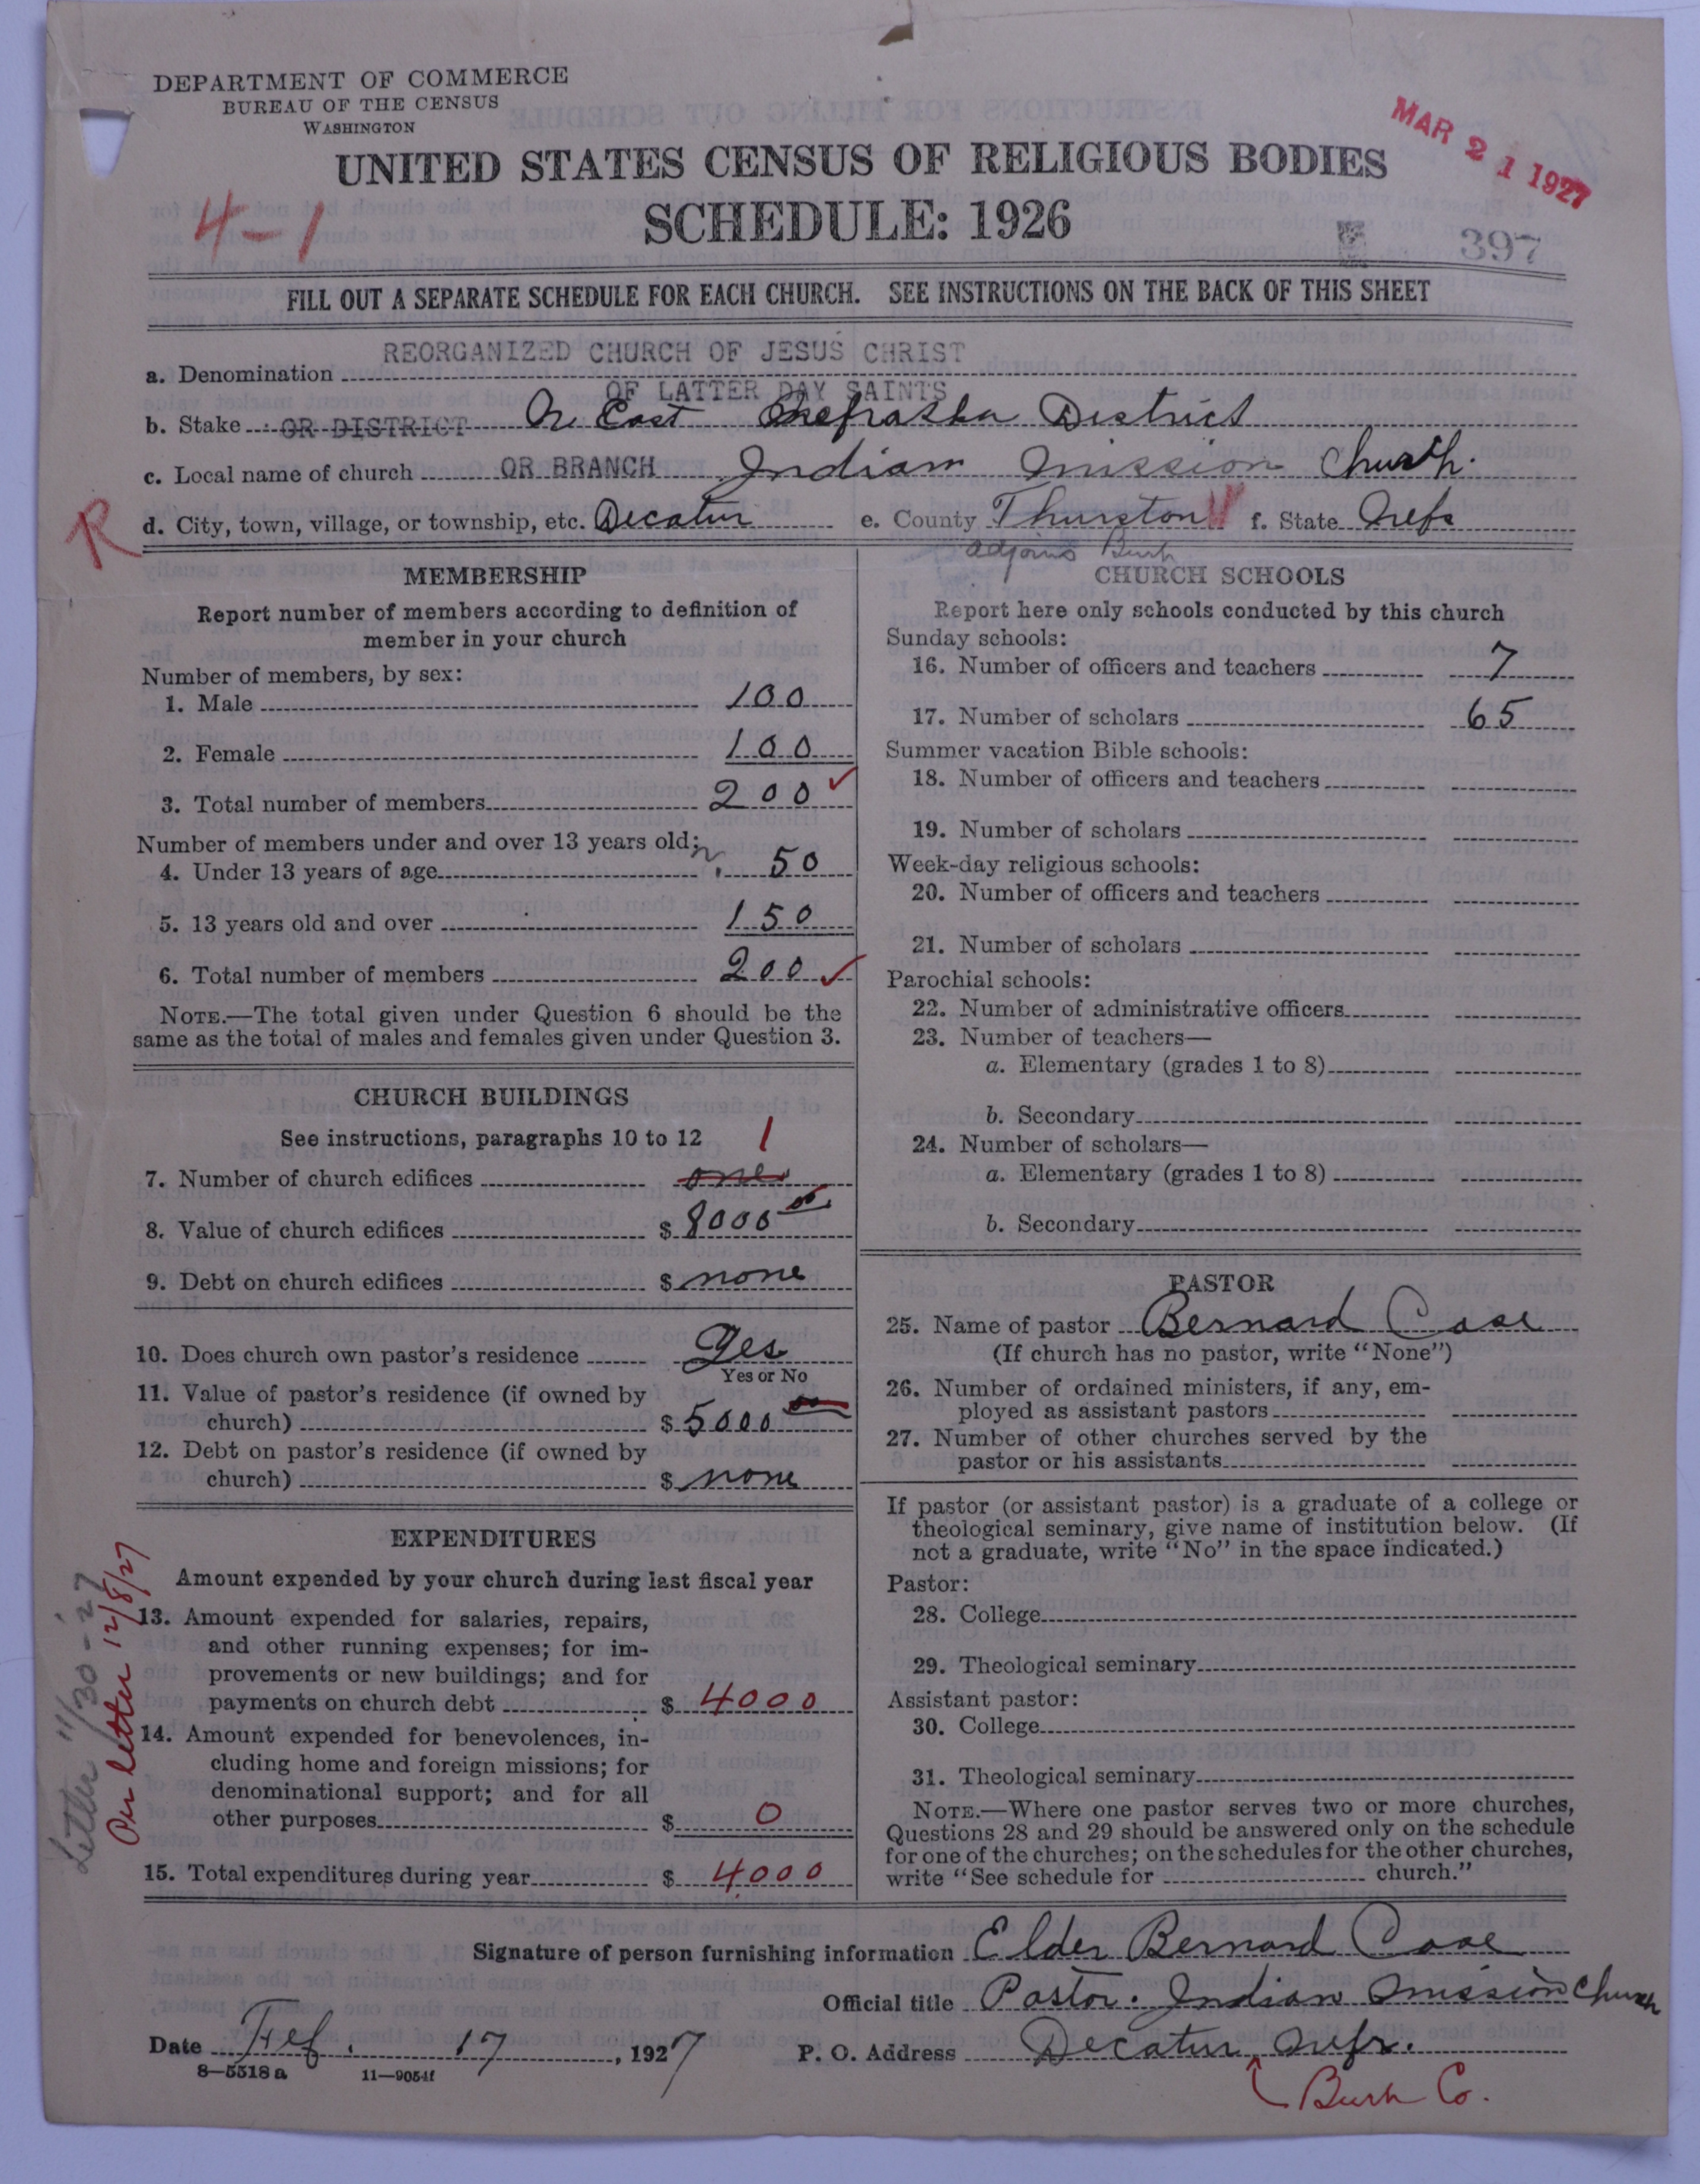 DEPARTMENT OF COMMERCE
BUREAU OF THE CENSUS
WASHINGTON
MAR 21 1927
UNITED STATES CENSUS OF RELIGIOUS BODIES
4-1
SCHEDULE: 1926
397
FILL OUT A SEPARATE SCHEDULE FOR EACH CHURCH. SEE INSTRUCTIONS ON THE BACK OF THIS SHEET
REORGANIZED CHURCH OF JESUS CHRIST
a. Denomination
OF LATTER DAY SAINTS
b. Stake OR DISTRICT N. East Nebraska District
c. Local name of church OR BRANCH Indian Mission Church.
R
d. City, town, village, or township, etc. Decatur e. County Thurston f. State Nebr
adjoins Burt
MEMBERSHIP
Report number of members according to definition of
member in your church
Number of members, by sex:
1. Male 100
2. Female 100
3. Total number of members 200
Number of members under and over 13 years old:
4. Under 13 years of age 50
5. 13 years old and over 150
6. Total number of members 200
NOTE.—The total given under Question 6 should be the
same as the total of males and females given under Question 3.
CHURCH BUILDINGS
See instructions, paragraphs 10 to 12
1
7. Number of church edifices one
8. Value of church edifices $ 8000 00
9. Debt on church edifices $ none
10. Does church own pastor's residence Yes
Yes or No
11. Value of pastor's residence (if owned by
church) $ 5000 00
12. Debt on pastor's residence (if owned by
church) $ none
EXPENDITURES
Amount expended by your church during last fiscal year
13. Amount expended for salaries, repairs,
and other running expenses; for im-
provements or new buildings; and for
payments on church debt $ 4000
14. Amount expended for benevolences, in-
cluding home and foreign missions; for
denominational support; and for all
other purposes $ 0
15. Total expenditures during year $ 4000
Letter 11/30-27
Per letter 12/8/27
CHURCH SCHOOLS
Report here only schools conducted by this church
Sunday schools:
16. Number of officers and teachers 7
17. Number of scholars 65
Summer vacation Bible schools:
18. Number of officers and teachers
19. Number of scholars
Week-day religious schools:
20. Number of officers and teachers
21. Number of scholars
Parochial schools:
22. Number of administrative officers
23. Number of teachers—
a. Elementary (grades 1 to 8)
b. Secondary
24. Number of scholars—
a. Elementary (grades 1 to 8)
b. Secondary
PASTOR
25. Name of pastor Bernard Case
(If church has no pastor, write "None")
26. Number of ordained ministers, if any, em-
ployed as assistant pastors
27. Number of other churches served by the
pastor or his assistants
If pastor (or assistant pastor) is a graduate of a college or
theological seminary, give name of institution below. (If
not a graduate, write "No" in the space indicated.)
Pastor:
28. College
29. Theological seminary
Assistant pastor:
30. College
31. Theological seminary
NOTE.—Where one pastor serves two or more churches,
Questions 28 and 29 should be answered only on the schedule
for one of the churches; on the schedules for the other churches,
write "See schedule for church."
Signature of person furnishing information Elder Bernard Case
Official title Pastor. Indian Mission Church
Date Feb. 17, 1927 P. O. Address Decatur Nebr.
8—5518 a 11—9054f
Burt Co.